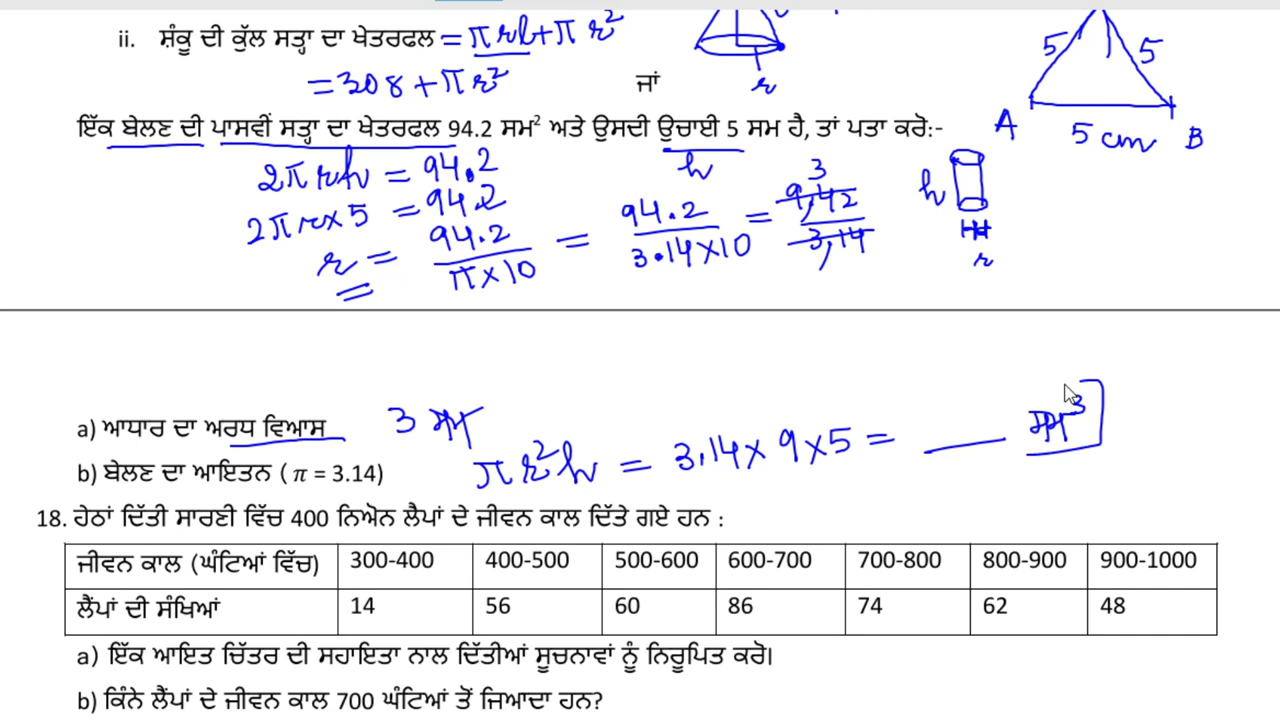 ii. ਸ਼ੰਕੂ ਦੀ ਕੁੱਲ ਸਤ੍ਹਾ ਦਾ ਖੇਤਰਫਲ = πrl + πr²
= 308 + πr² ਜਾਂ r
5 5
A 5 cm B
ਇੱਕ ਬੇਲਣ ਦੀ ਪਾਸਵੀਂ ਸਤ੍ਹਾ ਦਾ ਖੇਤਰਫਲ 94.2 ਸਮ² ਅਤੇ ਉਸਦੀ ਉਚਾਈ 5 ਸਮ ਹੈ, ਤਾਂ ਪਤਾ ਕਰੋ:-
2πrh = 94.2 h
2πr×5 = 94.2
r = 94.2 / π×10 = 94.2 / 3.14×10 = 9.42 / 3.14 3
h r
a) ਆਧਾਰ ਦਾ ਅਰਧ ਵਿਆਸ 3 ਸਮ
πr²h = 3.14 × 9 × 5 = ___ ਸਮ³
b) ਬੇਲਣ ਦਾ ਆਇਤਨ ( π = 3.14)
18. ਹੇਠਾਂ ਦਿੱਤੀ ਸਾਰਣੀ ਵਿੱਚ 400 ਨਿਅੋਨ ਲੈਂਪਾਂ ਦੇ ਜੀਵਨ ਕਾਲ ਦਿੱਤੇ ਗਏ ਹਨ :
ਜੀਵਨ ਕਾਲ (ਘੰਟਿਆਂ ਵਿੱਚ) 300-400 400-500 500-600 600-700 700-800 800-900 900-1000
ਲੈਂਪਾਂ ਦੀ ਸੰਖਿਆਂ 14 56 60 86 74 62 48
a) ਇੱਕ ਆਇਤ ਚਿੱਤਰ ਦੀ ਸਹਾਇਤਾ ਨਾਲ ਦਿੱਤੀਆਂ ਸੂਚਨਾਵਾਂ ਨੂੰ ਨਿਰੂਪਿਤ ਕਰੋ।
b) ਕਿੰਨੇ ਲੈਂਪਾਂ ਦੇ ਜੀਵਨ ਕਾਲ 700 ਘੰਟਿਆਂ ਤੋਂ ਜਿਆਦਾ ਹਨ?